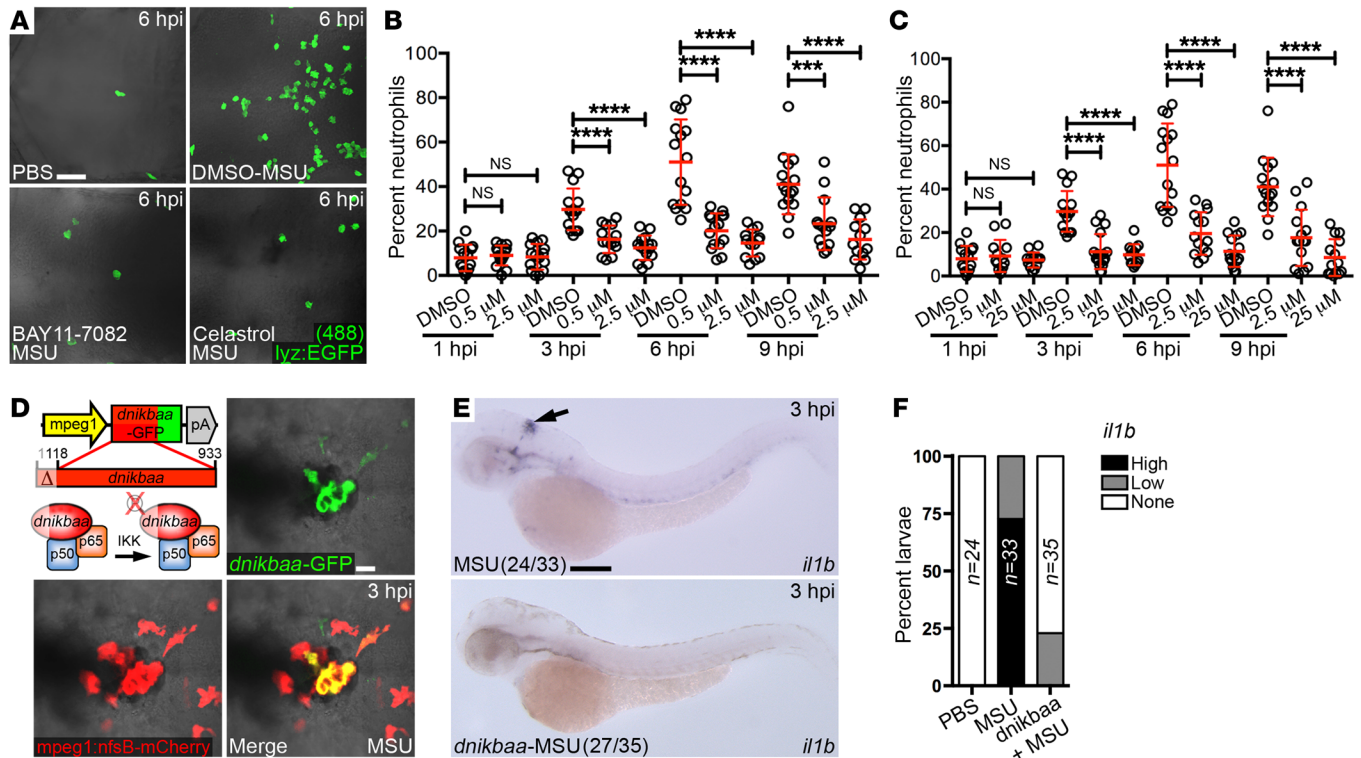 A
6 hpi
PBS
6 hpi
DMSO-MSU
6 hpi
BAY11-7082
MSU
6 hpi
Celastrol
MSU
(488)
lyz:EGFP
B
Percent neutrophils
100
80
60
40
20
0
NS
NS
****
****
****
****
***
****
DMSO
0.5 µM
2.5 µM
DMSO
0.5 µM
2.5 µM
DMSO
0.5 µM
2.5 µM
DMSO
0.5 µM
2.5 µM
1 hpi
3 hpi
6 hpi
9 hpi
C
Percent neutrophils
100
80
60
40
20
0
NS
NS
****
****
****
****
****
****
DMSO
2.5 µM
25 µM
DMSO
2.5 µM
25 µM
DMSO
2.5 µM
25 µM
DMSO
2.5 µM
25 µM
1 hpi
3 hpi
6 hpi
9 hpi
D
mpeg1
dnikbaa
-GFP
pA
1
118
933
Δ
dnikbaa
dnikbaa
p50
p65
IKK
P
dnikbaa
p50
p65
dnikbaa-GFP
mpeg1:nfsB-mCherry
3 hpi
Merge
MSU
E
3 hpi
MSU(24/33)
il1b
3 hpi
dnikbaa-MSU(27/35)
il1b
F
il1b
High
Low
None
Percent larvae
100
75
50
25
0
n=24
n=33
n=35
PBS
MSU
dnikbaa
+ MSU